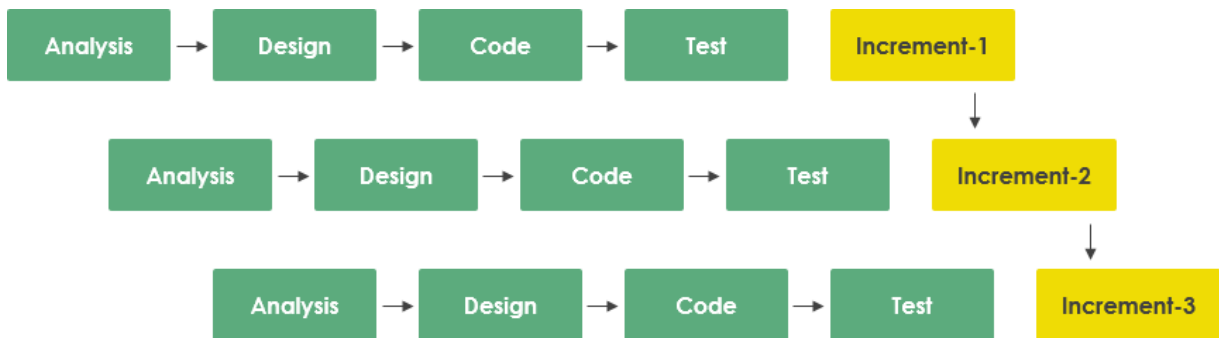 Analysis Design Code Test Increment-1
Analysis Design Code Test Increment-2
Analysis Design Code Test Increment-3